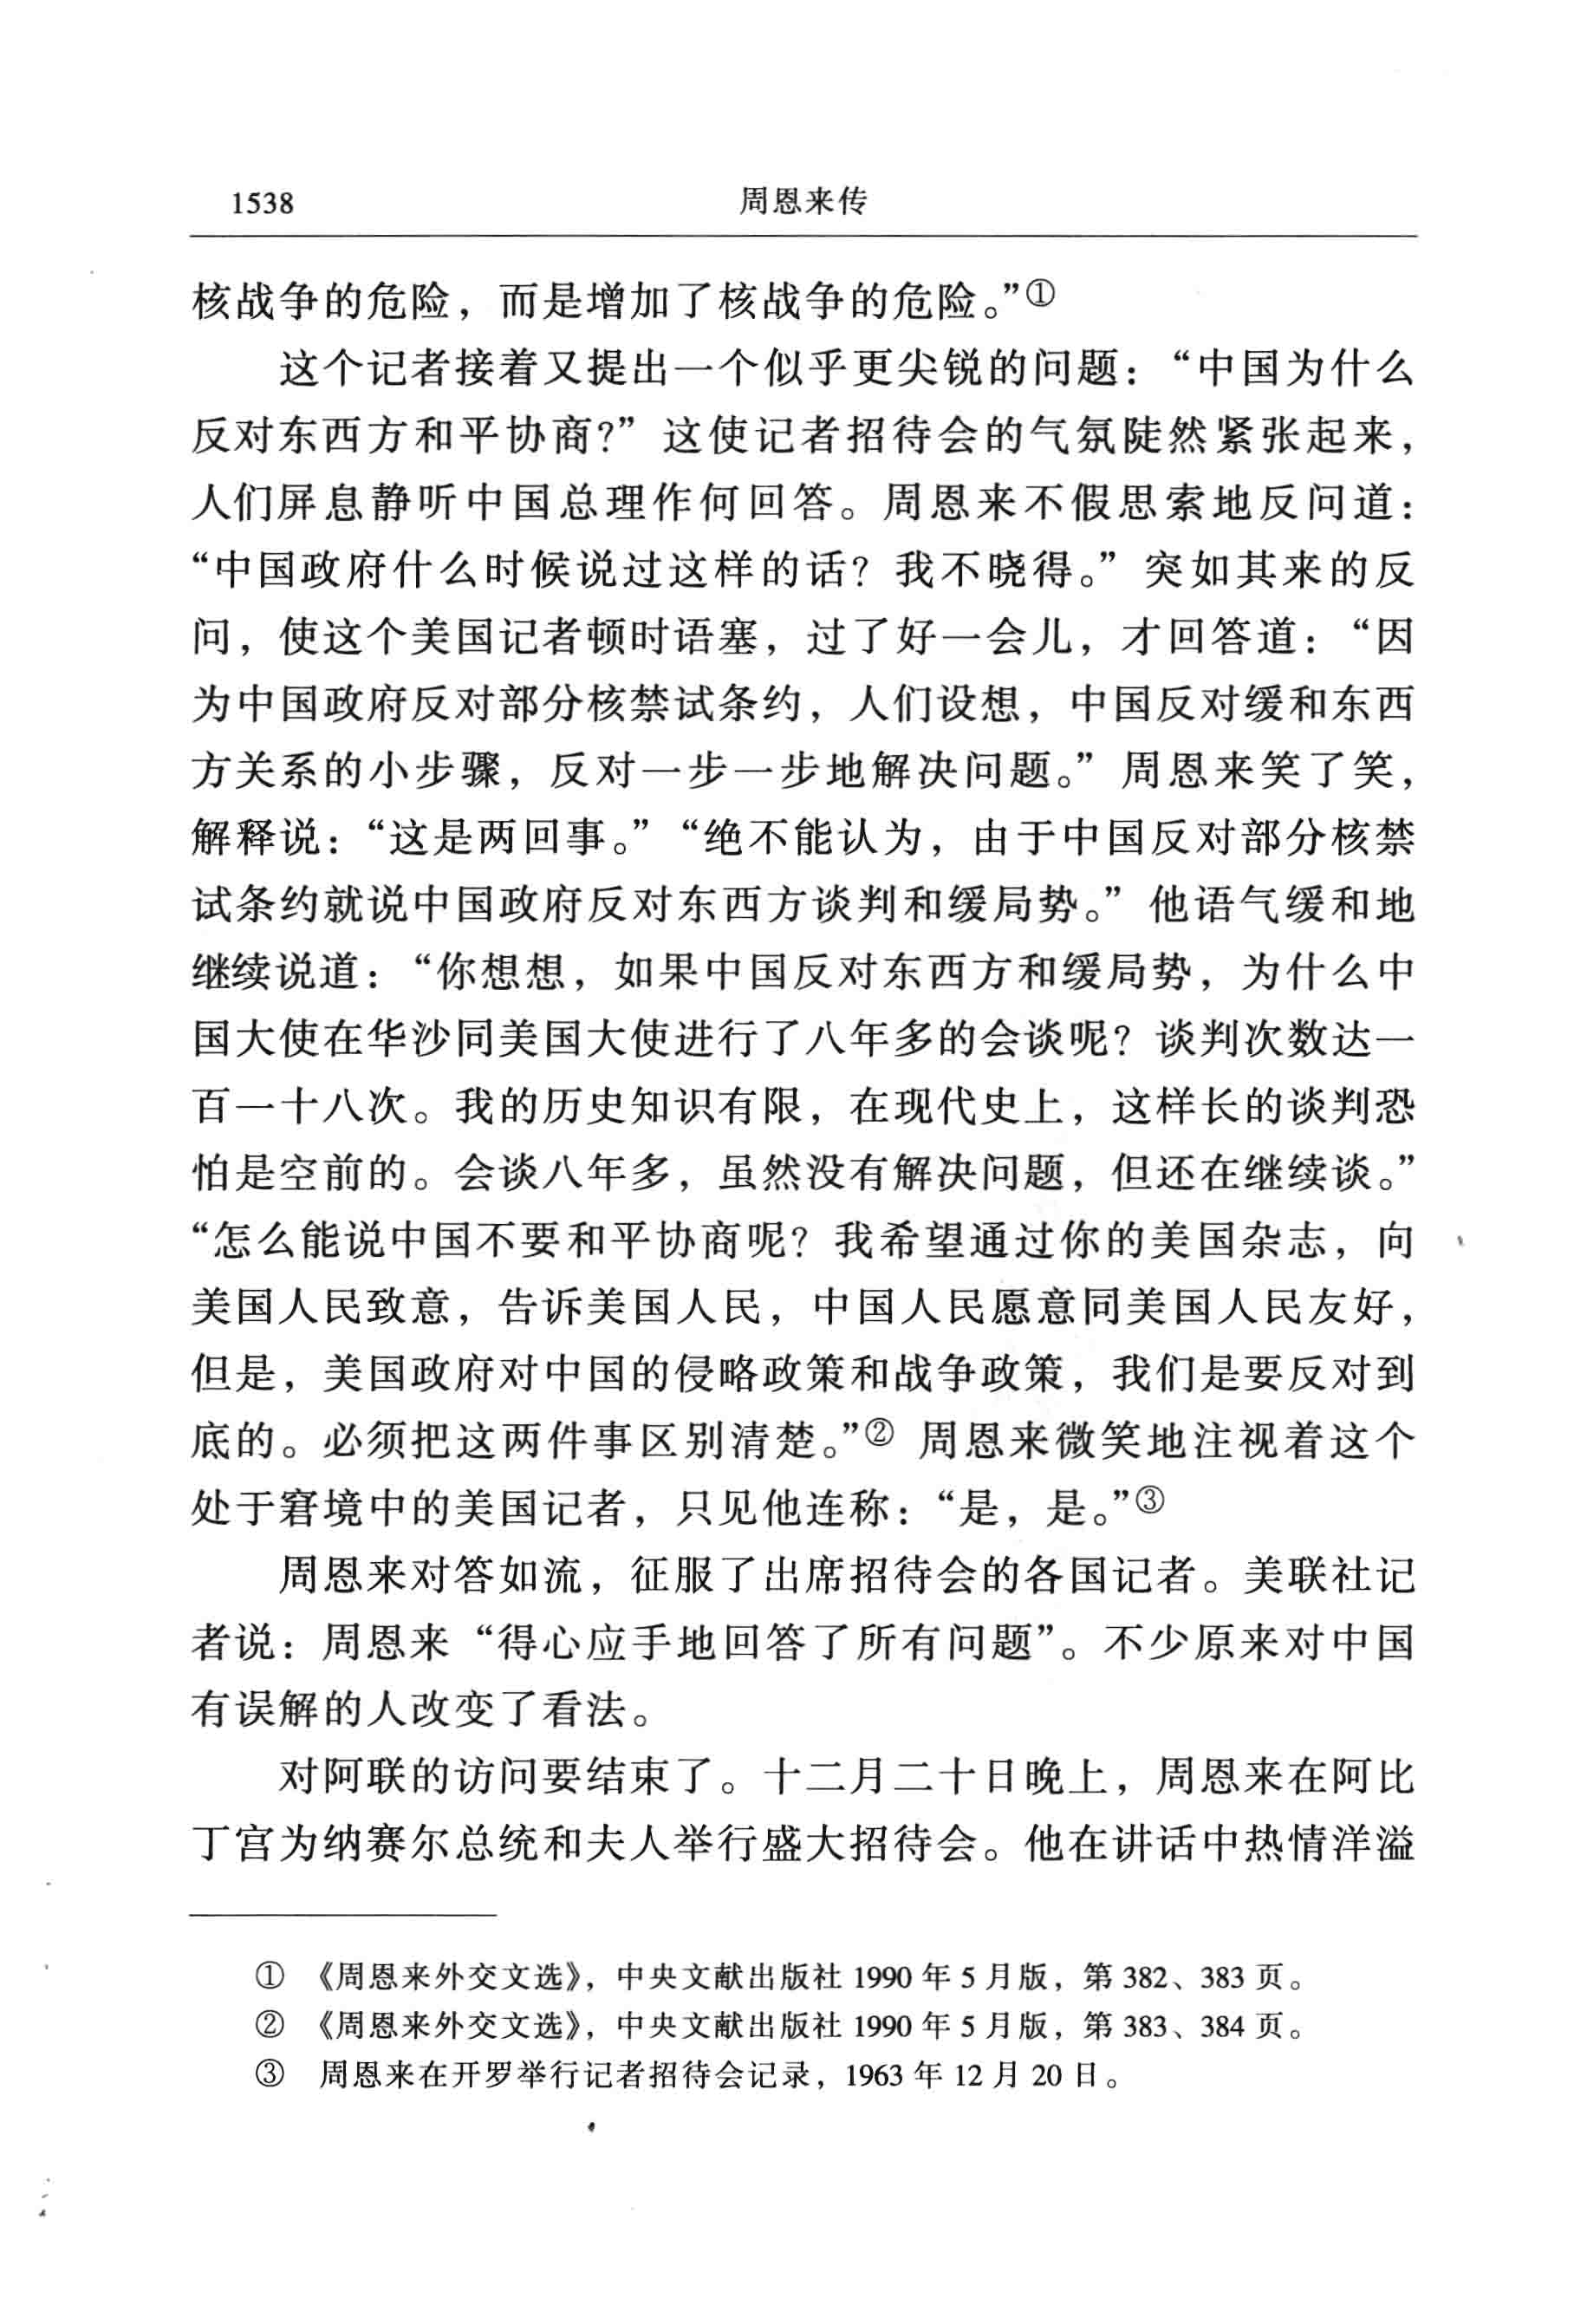 1538
周恩来传
核战争的危险，而是增加了核战争的危险。”①
这个记者接着又提出一个似乎更尖锐的问题：“中国为什么
反对东西方和平协商?”这使记者招待会的气氛陡然紧张起来，
人们屏息静听中国总理作何回答。周恩来不假思索地反问道：
“中国政府什么时候说过这样的话？我不晓得。”突如其来的反
问，使这个美国记者顿时语塞，过了好一会儿，才回答道：“因
为中国政府反对部分核禁试条约，人们设想，中国反对缓和东西
方关系的小步骤，反对一步一步地解决问题。”周恩来笑了笑，
解释说：“这是两回事。”“绝不能认为，由于中国反对部分核禁
试条约就说中国政府反对东西方谈判和缓局势。”他语气缓和地
继续说道：“你想想，如果中国反对东西方和缓局势，为什么中
国大使在华沙同美国大使进行了八年多的会谈呢？谈判次数达一
百一十八次。我的历史知识有限，在现代史上，这样长的谈判恐
怕是空前的。会谈八年多，虽然没有解决问题，但还在继续谈。”
“怎么能说中国不要和平协商呢？我希望通过你的美国杂志，向
美国人民致意，告诉美国人民，中国人民愿意同美国人民友好，
但是，美国政府对中国的侵略政策和战争政策，我们是要反对到
底的。必须把这两件事区别清楚。”② 周恩来微笑地注视着这个
处于窘境中的美国记者，只见他连称：“是，是。”③
周恩来对答如流，征服了出席招待会的各国记者。美联社记
者说：周恩来“得心应手地回答了所有问题”。不少原来对中国
有误解的人改变了看法。
对阿联的访问要结束了。十二月二十日晚上，周恩来在阿比
丁宫为纳赛尔总统和夫人举行盛大招待会。他在讲话中热情洋溢
① 《周恩来外交文选》，中央文献出版社 1990 年 5 月版，第 382、383 页。
② 《周恩来外交文选》，中央文献出版社 1990 年 5 月版，第 383、384 页。
③ 周恩来在开罗举行记者招待会记录，1963 年 12 月 20 日。